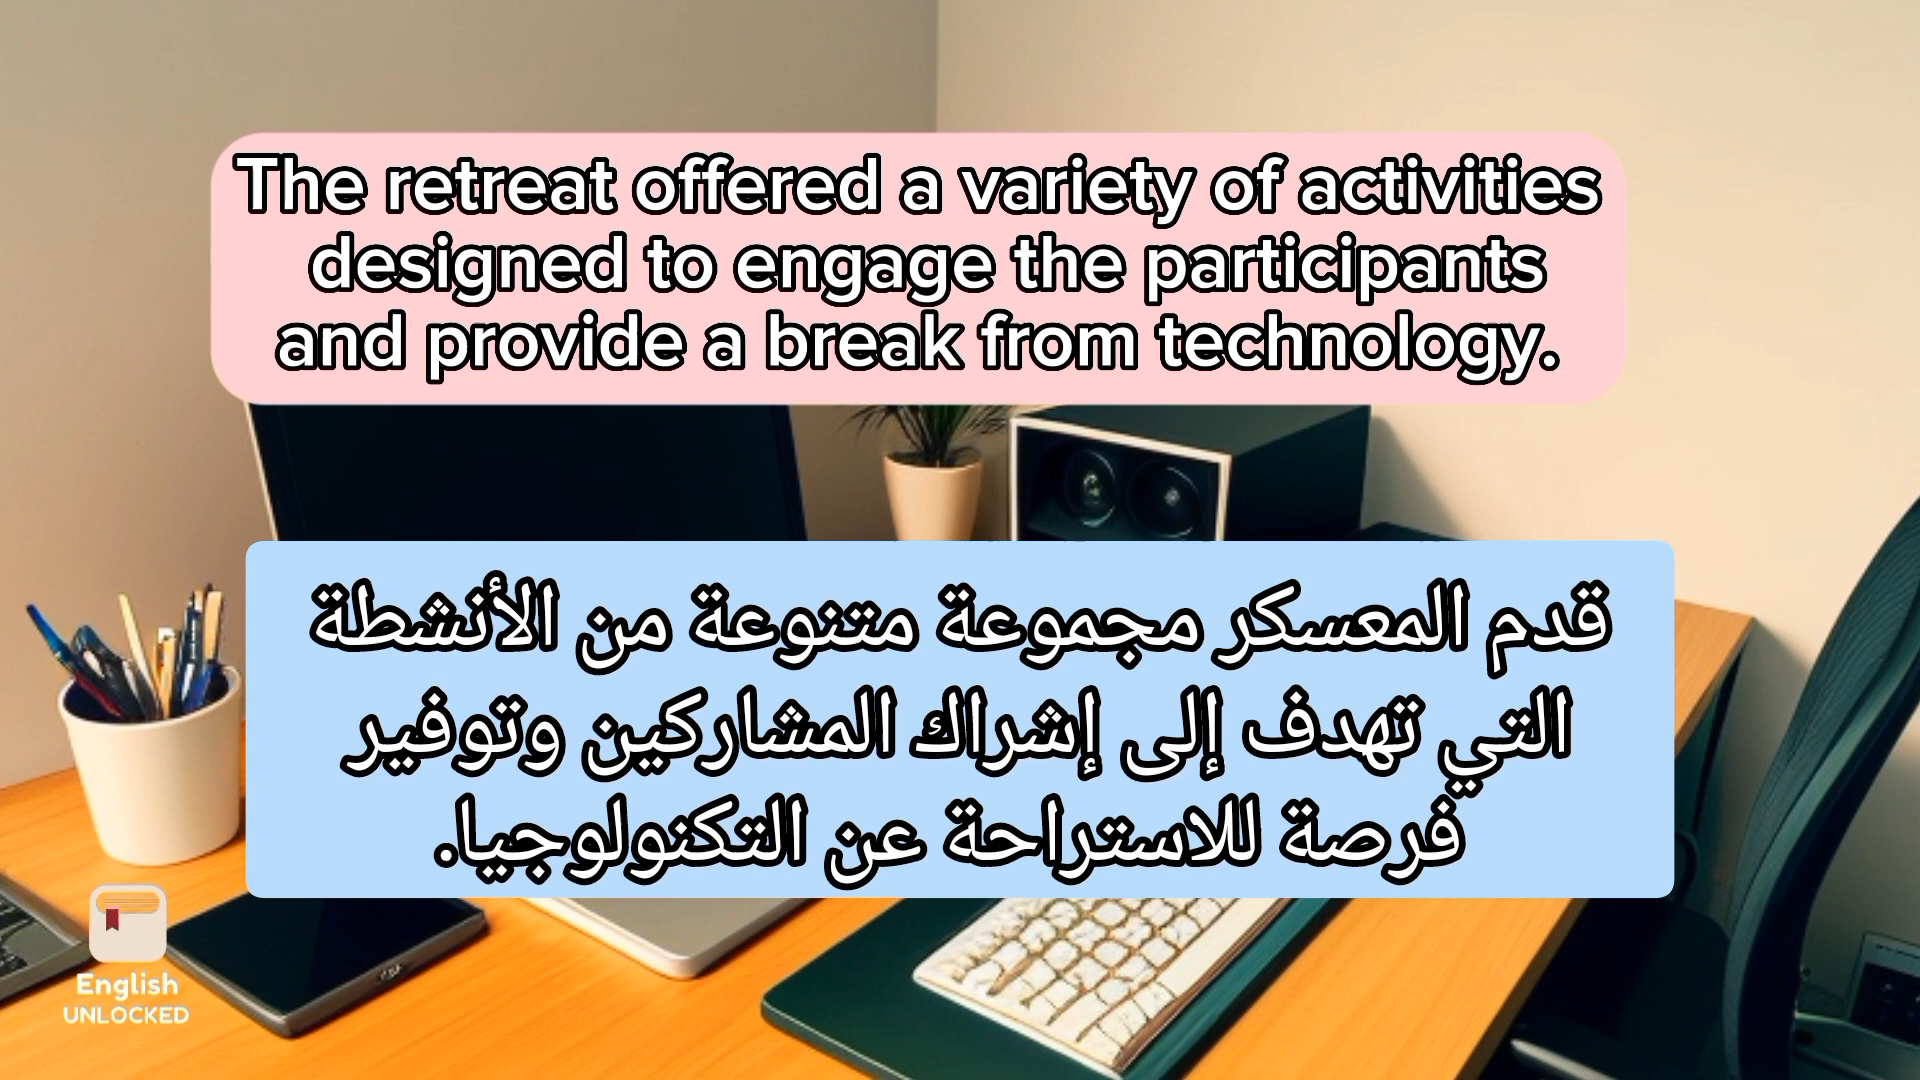 The retreat offered a variety of activities
designed to engage the participants
and provide a break from technology.
قدم المعسكر مجموعة متنوعة من الأنشطة
التي تهدف إلى إشراك المشاركين وتوفير
فرصة للاستراحة عن التكنولوجيا.
English
UNLOCKED